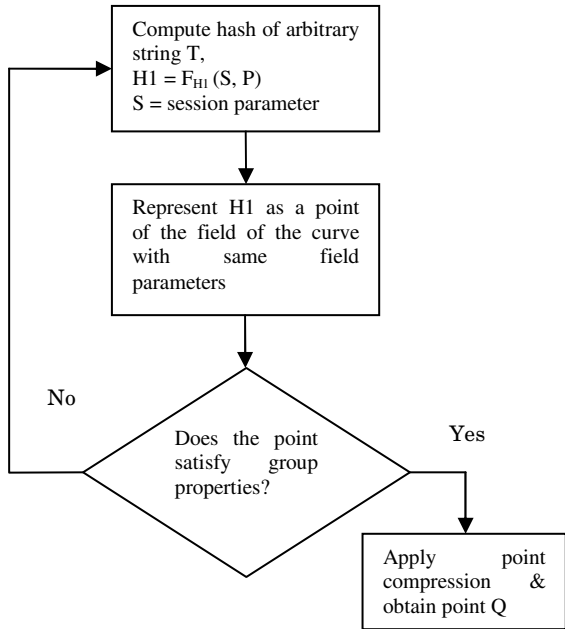 Compute hash of arbitrary
string T,
H1 = F_H1 (S, P)
S = session parameter
Represent H1 as a point
of the field of the curve
with same field
parameters
No
Does the point
satisfy group
properties?
Yes
Apply point
compression &
obtain point Q